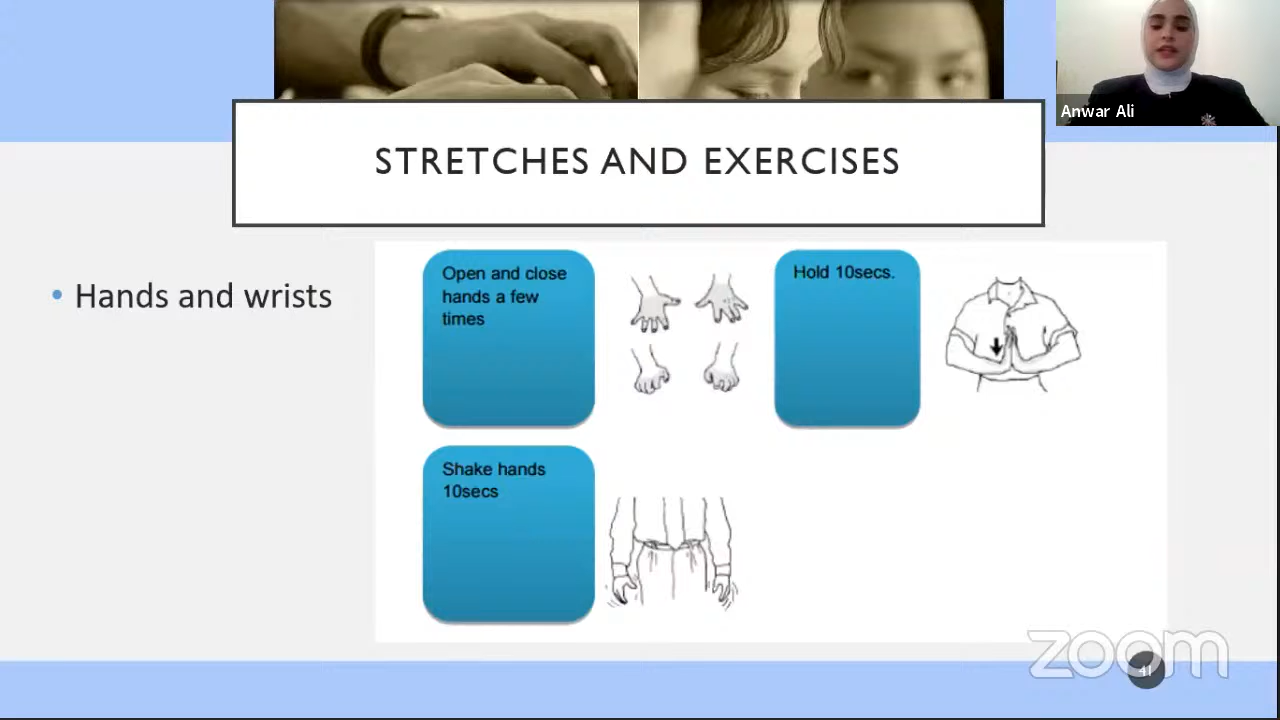 Anwar Ali
STRETCHES AND EXERCISES
• Hands and wrists
Open and close
hands a few
times
Hold 10secs.
Shake hands
10secs
zoom
41